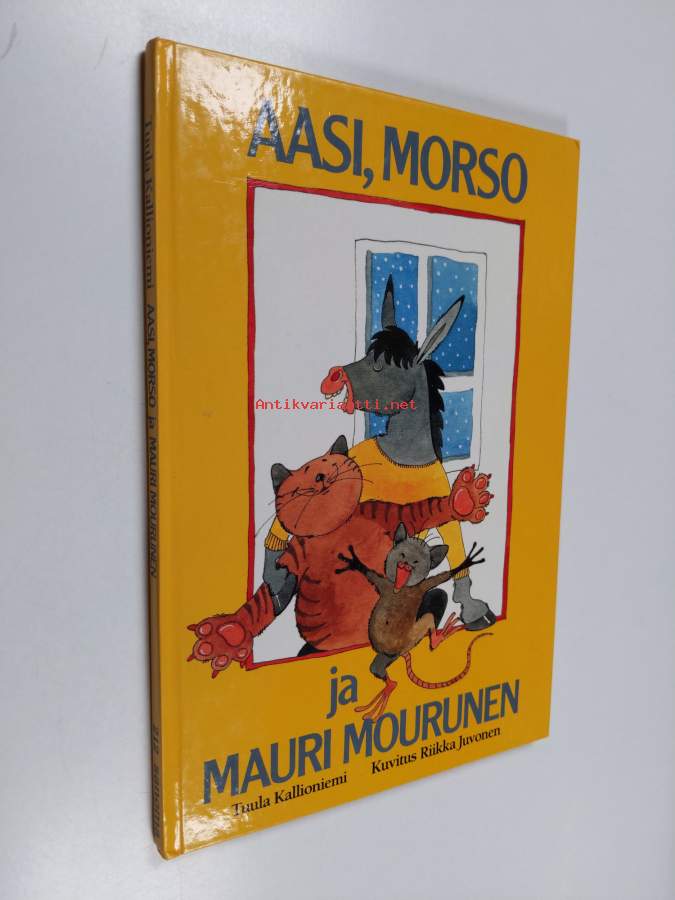 AASI, MORSO
Antikvariaatti.net
ja
MAURI MOURUNEN
Tuula Kallioniemi Kuvitus Riikka Juvonen
Tuula Kallioniemi AASI, MORSO ja MAURI MOURUNEN